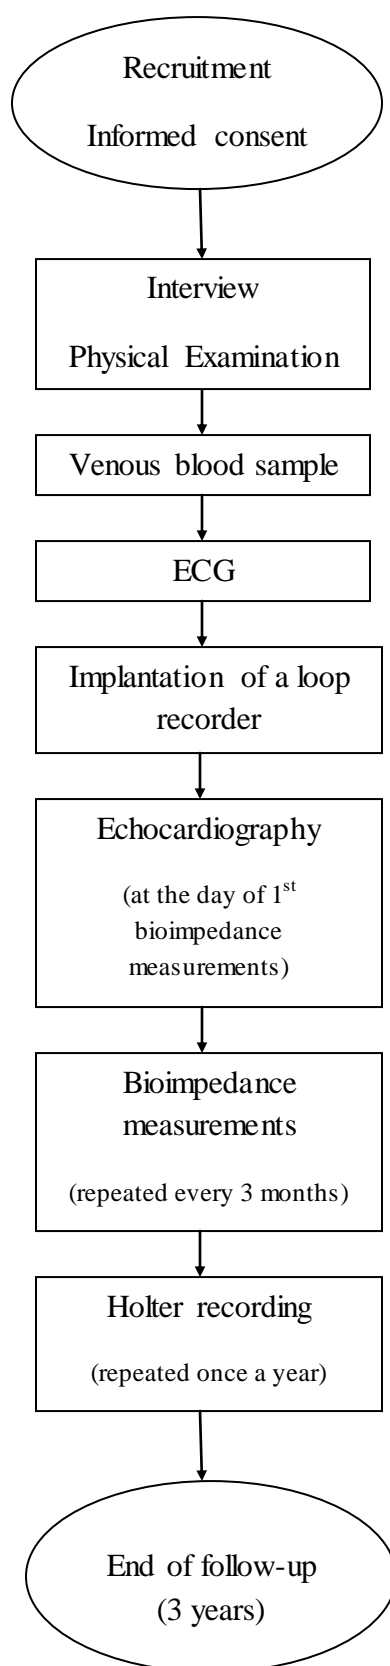 Recruitment
Informed consent
Interview
Physical Examination
Venous blood sample
ECG
Implantation of a loop
recorder
Echocardiography
(at the day of 1st
bioimpedance
measurements)
Bioimpedance
measurements
(repeated every 3 months)
Holter recording
(repeated once a year)
End of follow-up
(3 years)